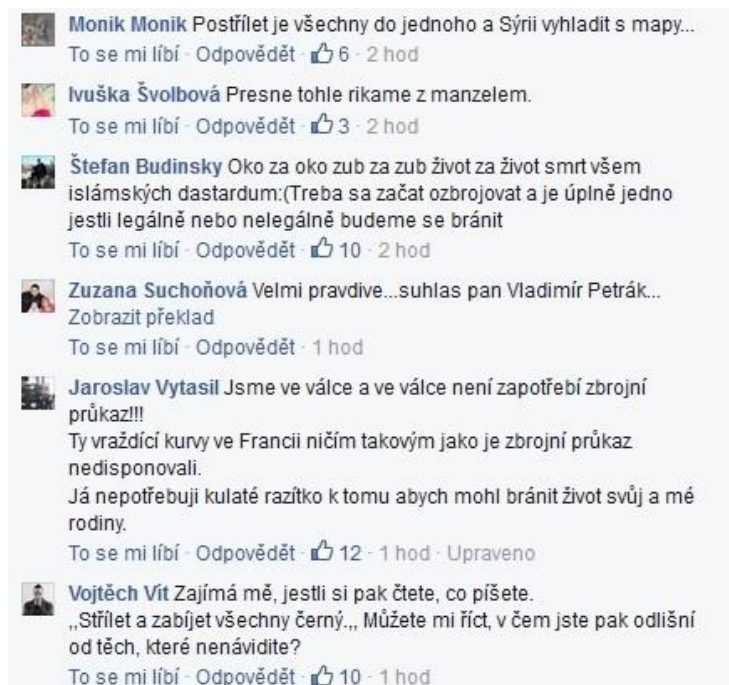 Monik Monik Postřílet je všechny do jednoho a Sýrii vyhladit s mapy...
To se mi líbí · Odpovědět · 6 · 2 hod
Ivuška Švolbová Presne tohle rikame z manzelem.
To se mi líbí · Odpovědět · 3 · 2 hod
Štefan Budinsky Oko za oko zub za zub život za život smrt všem
islámských dastardum:(Treba sa začat ozbrojovat a je úplně jedno
jestli legálně nebo nelegálně budeme se bránit
To se mi líbí · Odpovědět · 10 · 2 hod
Zuzana Suchoňová Velmi pravdive...suhlas pan Vladimír Petrák...
Zobrazit překlad
To se mi líbí · Odpovědět · 1 hod
Jaroslav Vytasil Jsme ve válce a ve válce není zapotřebí zbrojní
průkaz!!!
Ty vraždící kurvy ve Francii ničím takovým jako je zbrojní průkaz
nedisponovali.
Já nepotřebuji kulaté razítko k tomu abych mohl bránit život svůj a mé
rodiny.
To se mi líbí · Odpovědět · 12 · 1 hod · Upraveno
Vojtěch Vít Zajímá mě, jestli si pak čtete, co píšete.
,,Střílet a zabíjet všechny černý.,, Můžete mi říct, v čem jste pak odlišní
od těch, které nenávidite?
To se mi líbí · Odpovědět · 10 · 1 hod